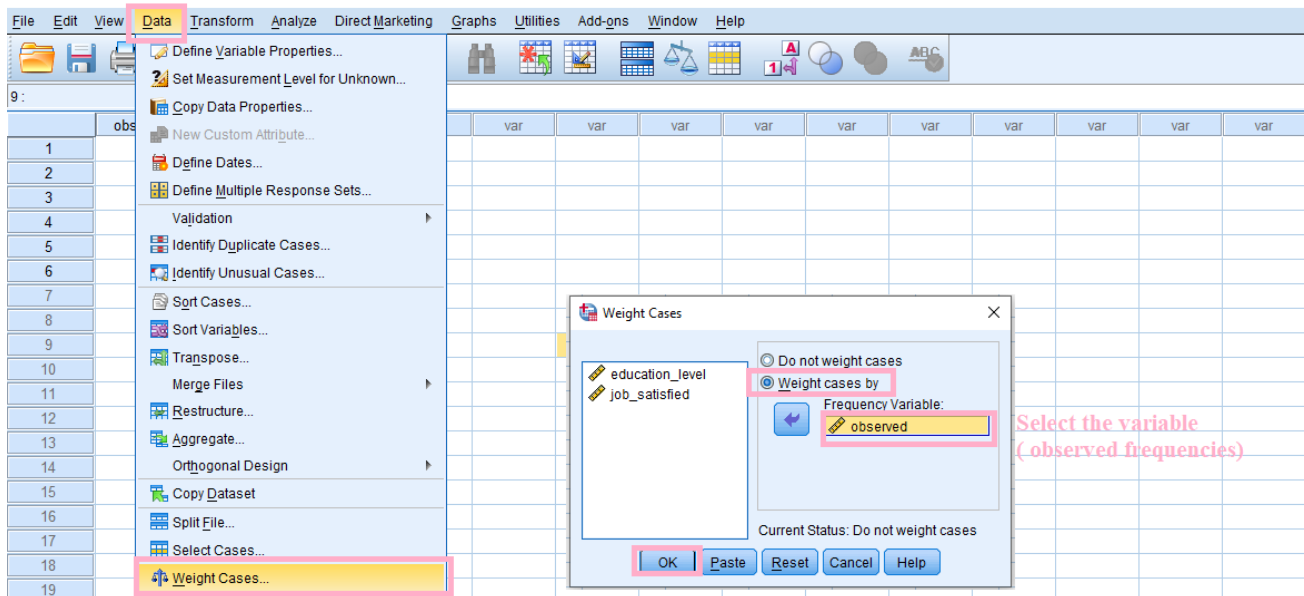 File Edit View Data Transform Analyze Direct Marketing Graphs Utilities Add-ons Window Help
Define Variable Properties...
Set Measurement Level for Unknown...
A
1
ABC
9 :
Copy Data Properties...
obs var var var var var var var var var var
New Custom Attribute...
1
Define Dates...
2
Define Multiple Response Sets...
3
Validation
4
Identify Duplicate Cases...
5
Identify Unusual Cases...
6
Sort Cases...
7
Sort Variables...
8
Transpose...
9
Merge Files
10
Restructure...
11
Aggregate...
12
Orthogonal Design
13
Copy Dataset
14
Split File...
15
Select Cases...
16
Weight Cases...
17
18
19
Weight Cases
education_level
job_satisfied
Do not weight cases
Weight cases by
Frequency Variable:
observed
Current Status: Do not weight cases
OK Paste Reset Cancel Help
Select the variable
( observed frequencies)